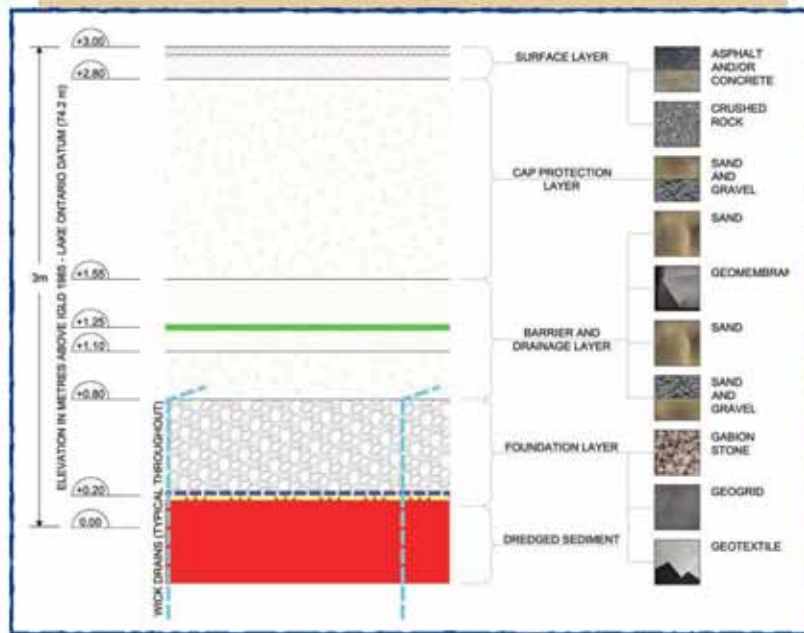 +3.00
+2.80
+1.55
+1.25
+1.10
+0.80
+0.20
0.00
3m
ELEVATION IN METRES ABOVE IGLD 1985 - LAKE ONTARIO DATUM (74.2 m)
WICK DRAINS (TYPICAL THROUGHOUT)
SURFACE LAYER
CAP PROTECTION
LAYER
BARRIER AND
DRAINAGE LAYER
FOUNDATION LAYER
DREDGED SEDIMENT
ASPHALT
AND/OR
CONCRETE
CRUSHED
ROCK
SAND
AND
GRAVEL
SAND
GEOMEMBRAN
SAND
SAND
AND
GRAVEL
GABION
STONE
GEOGRID
GEOTEXTILE